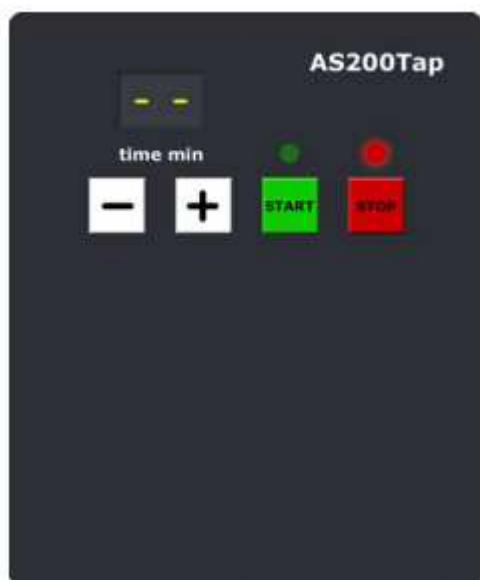 AS200Tap
- -
time min
- +
START STOP